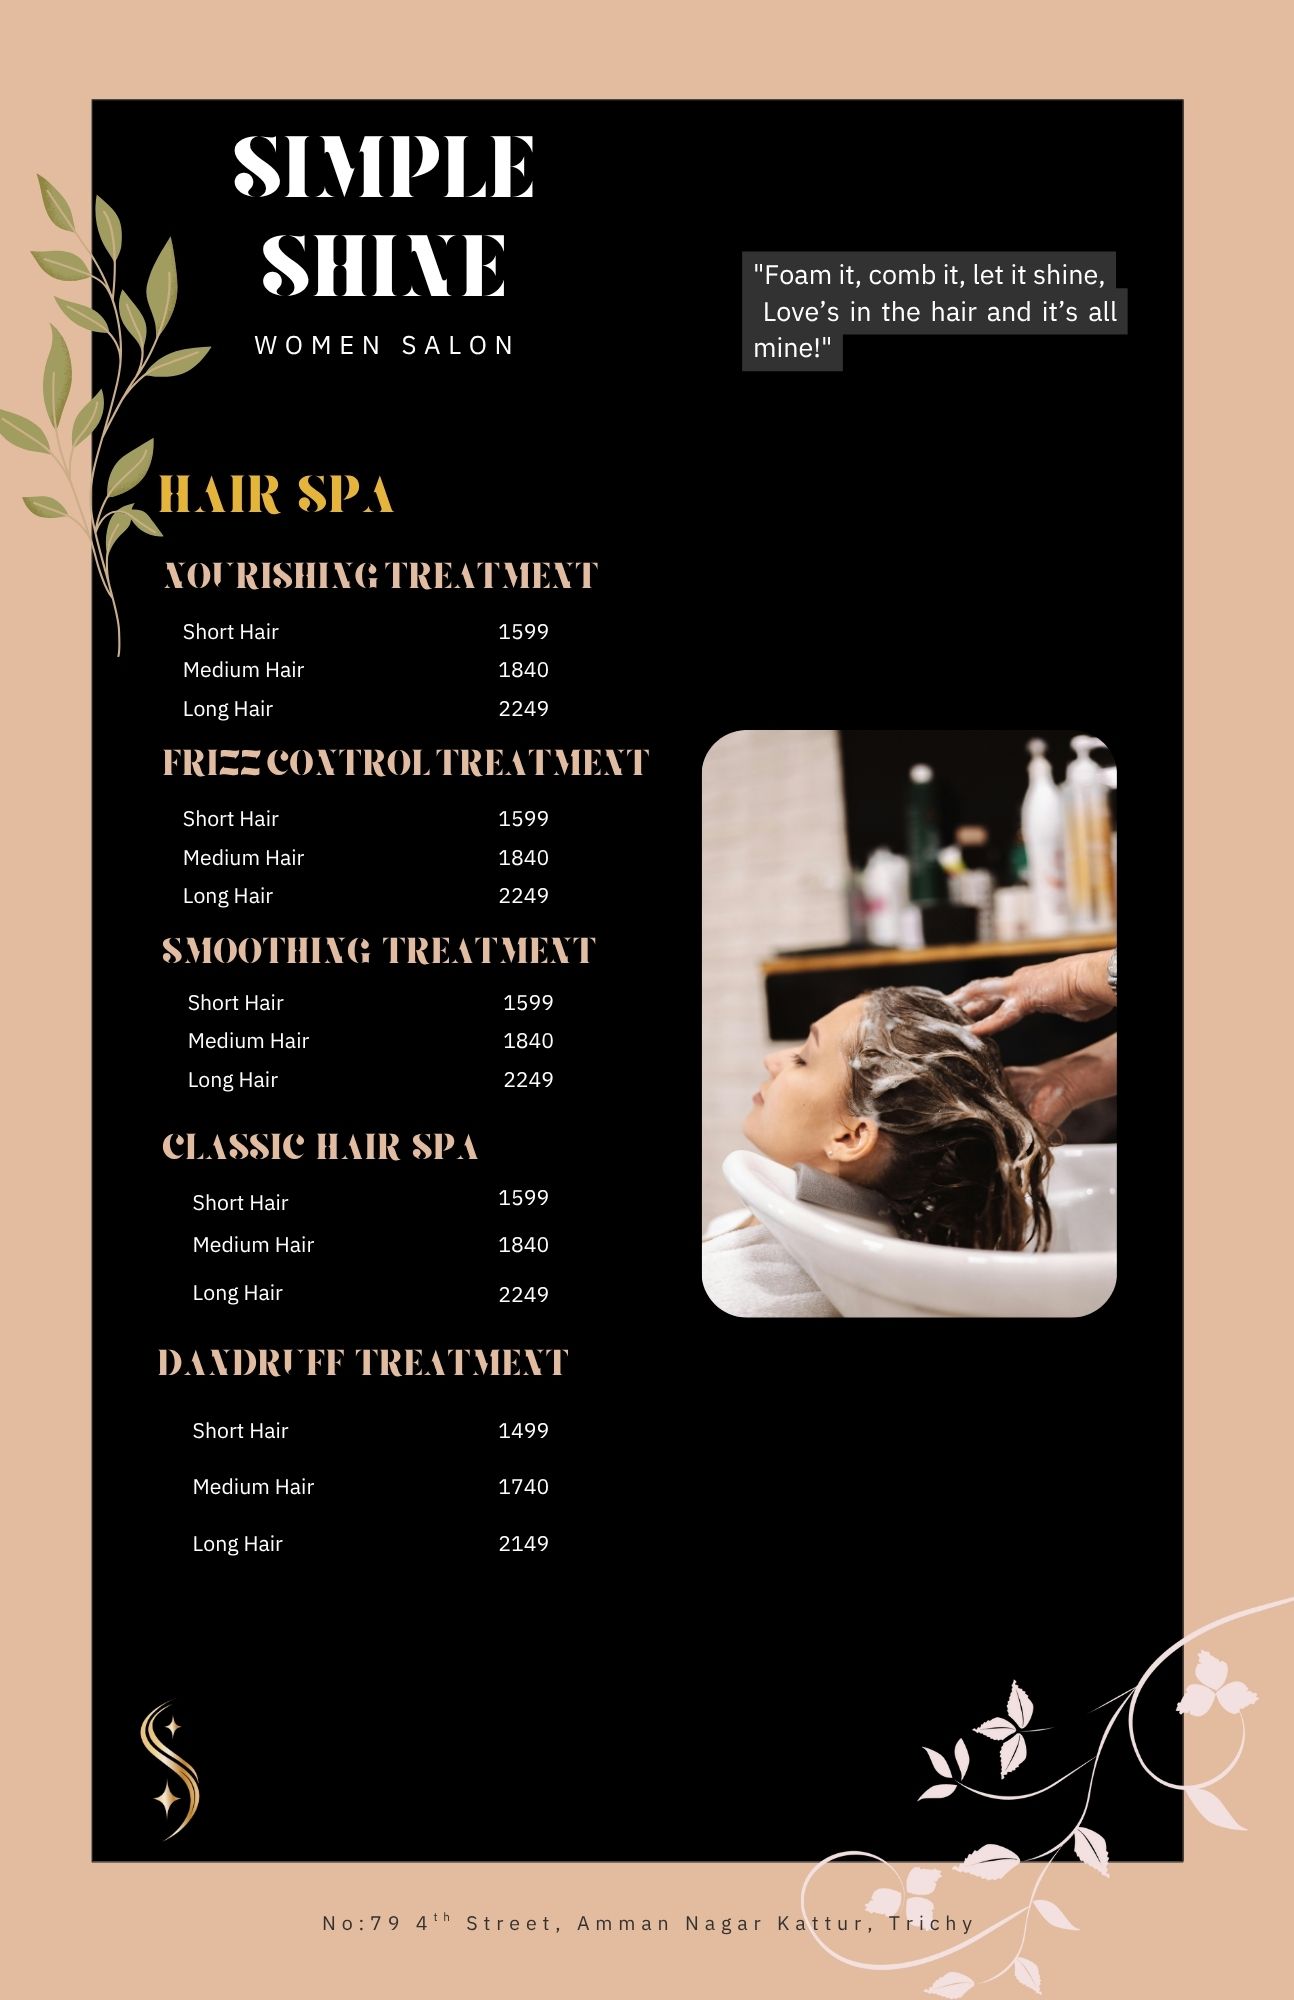 SIMPLE
SHINE
WOMEN SALON
"Foam it, comb it, let it shine,
Love’s in the hair and it’s all
mine!"
HAIR SPA
NOURISHING TREATMENT
Short Hair 1599
Medium Hair 1840
Long Hair 2249
FRIZZ CONTROL TREATMENT
Short Hair 1599
Medium Hair 1840
Long Hair 2249
SMOOTHING TREATMENT
Short Hair 1599
Medium Hair 1840
Long Hair 2249
CLASSIC HAIR SPA
Short Hair 1599
Medium Hair 1840
Long Hair 2249
DANDRUFF TREATMENT
Short Hair 1499
Medium Hair 1740
Long Hair 2149
No:79 4th Street, Amman Nagar Kattur, Trichy